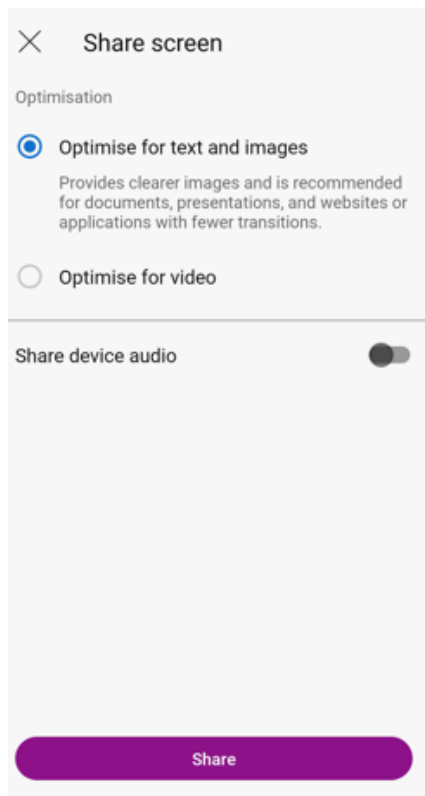 Share screen
Optimisation
Optimise for text and images
Provides clearer images and is recommended
for documents, presentations, and websites or
applications with fewer transitions.
Optimise for video
Share device audio
Share